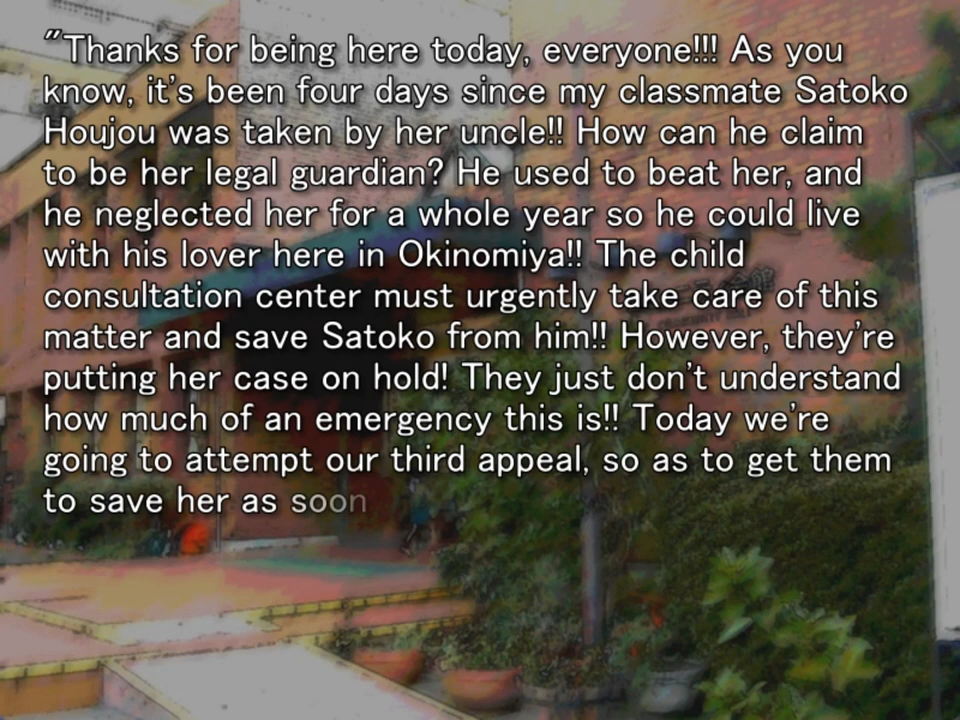 "Thanks for being here today, everyone!!! As you
know, it's been four days since my classmate Satoko
Houjou was taken by her uncle!! How can he claim
to be her legal guardian? He used to beat her, and
he neglected her for a whole year so he could live
with his lover here in Okinomiya!! The child
consultation center must urgently take care of this
matter and save Satoko from him!! However, they're
putting her case on hold! They just don't understand
how much of an emergency this is!! Today we're
going to attempt our third appeal, so as to get them
to save her as soon